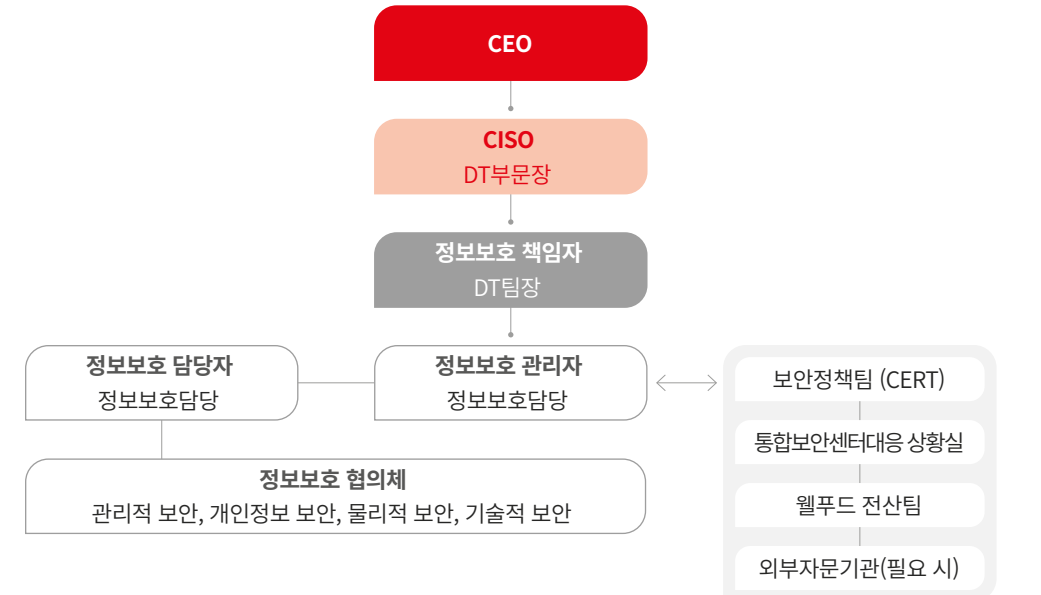 CEO
CISO
DT부문장
정보보호 책임자
DT팀장
정보보호 담당자
정보보호담당
정보보호 관리자
정보보호담당
정보보호 협의체
관리적 보안, 개인정보 보안, 물리적 보안, 기술적 보안
보안정책팀 (CERT)
통합보안센터대응 상황실
웰푸드 전산팀
외부자문기관(필요 시)